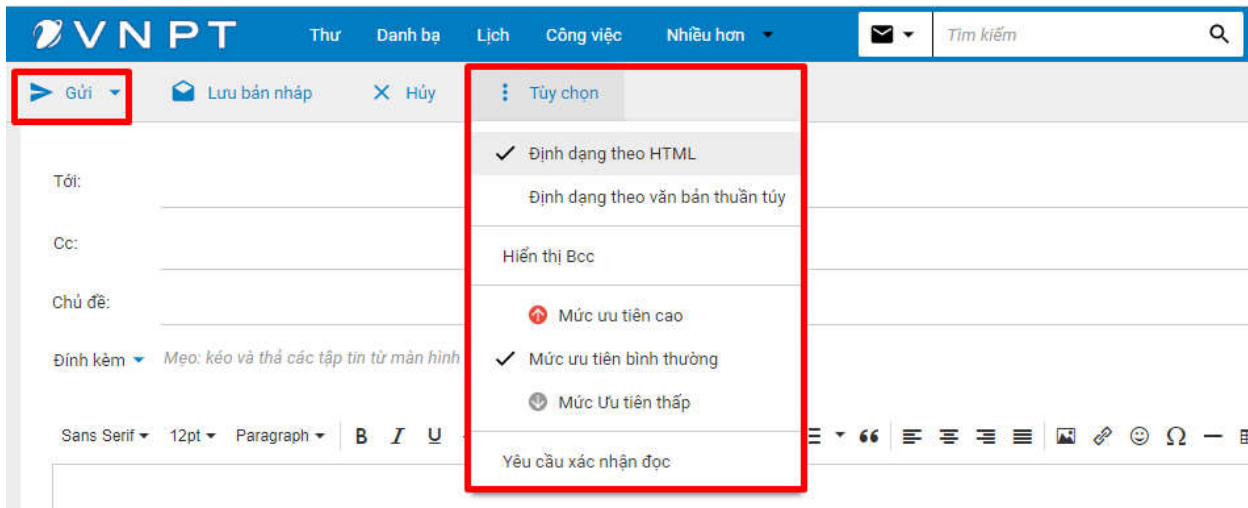 VNPT Thư Danh bạ Lịch Công việc Nhiều hơn Tìm kiếm
Gửi Lưu bản nháp Hủy Tùy chọn
Định dạng theo HTML
Tới:
Định dạng theo văn bản thuần túy
Cc:
Hiển thị Bcc
Chủ đề:
Mức ưu tiên cao
Đính kèm Mẹo: kéo và thả các tập tin từ màn hình
Mức ưu tiên bình thường
Mức Ưu tiên thấp
Sans Serif 12pt Paragraph B I U
Yêu cầu xác nhận đọc